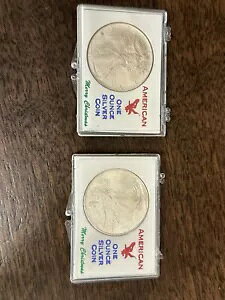 AMERICAN
ONE
OUNCE
SILVER
COIN
Merry Christmas
AMERICAN
ONE
OUNCE
SILVER
COIN
Merry Christmas